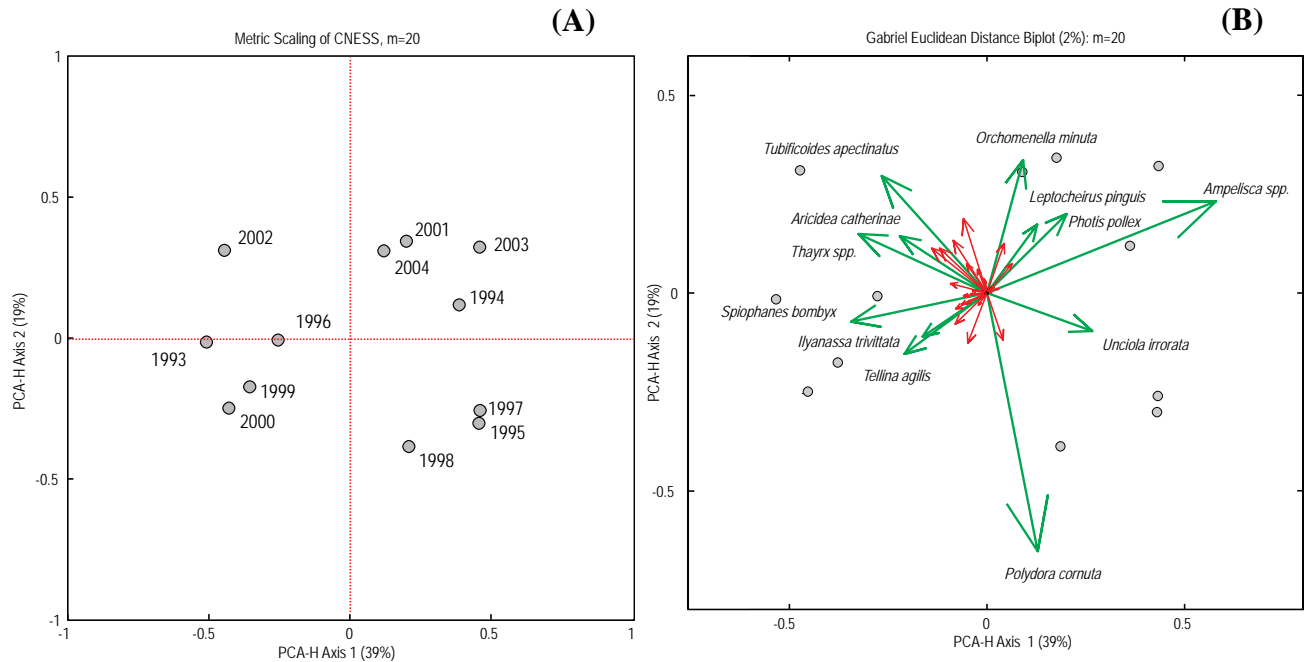 (A)
Metric Scaling of CNESS, m=20
1
0.5
0
-0.5
-1
PCA-H Axis 2 (19%)
2002
2001
2004
2003
1994
1996
1993
1999
2000
1997
1995
1998
-1
-0.5
0
0.5
1
PCA-H Axis 1 (39%)
(B)
Gabriel Euclidean Distance Biplot (2%): m=20
0.5
0
-0.5
PCA-H Axis 2 (19%)
Orchomenella minuta
Tubificoides apectinatus
Leptocheirus pinguis
Ampelisca spp.
Aricidea catherinae
Photis pollex
Thayrx spp.
Spiophanes bombyx
Ilyanassa trivittata
Unciola irrorata
Tellina agilis
Polydora cornuta
-0.5
0
0.5
PCA-H Axis 1 (39%)